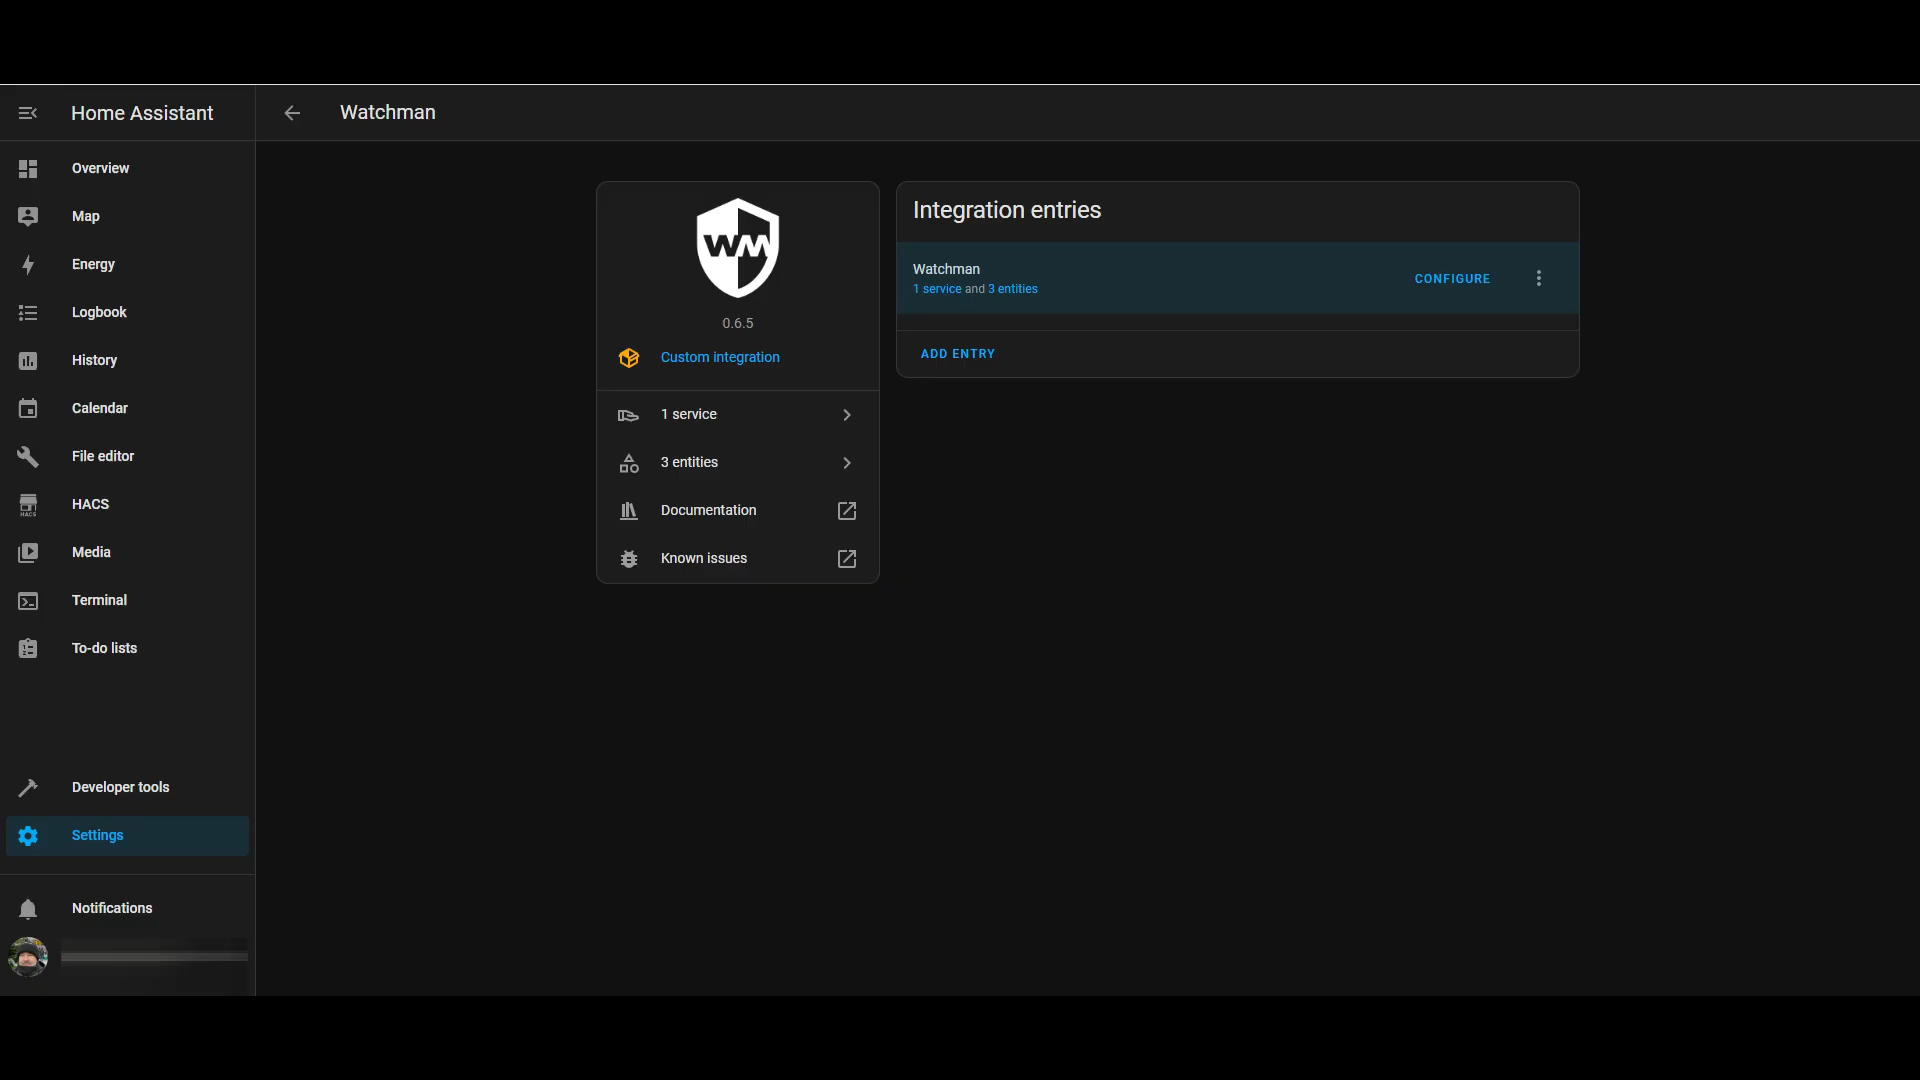 Home Assistant
Watchman
Overview
Map
Energy
Logbook
History
Calendar
File editor
HACS
HACS
Media
Terminal
To-do lists
Developer tools
Settings
Notifications
WM
0.6.5
Custom integration
1 service
3 entities
Documentation
Known issues
Integration entries
Watchman
1 service and 3 entities
CONFIGURE
ADD ENTRY